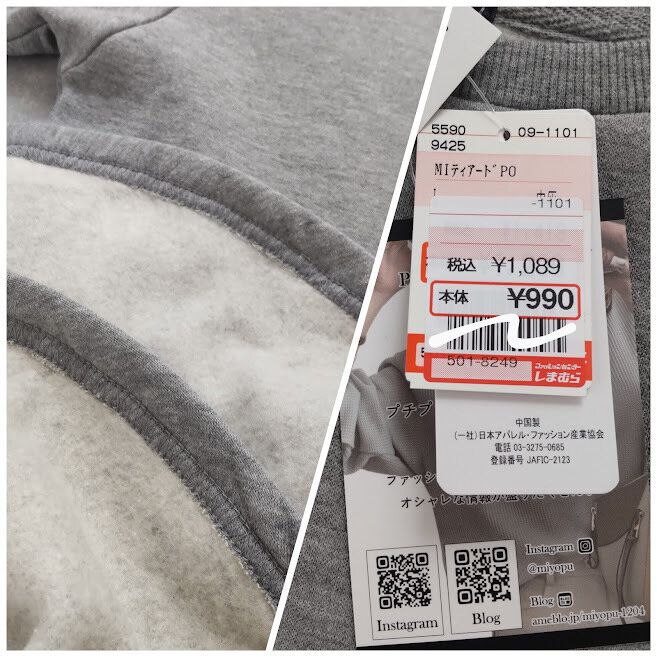 5590 09-1101
9425
MIティアードﾞPO
-1101
税込 ¥1,089
本体 ¥990
501-8249
ファッションセンター
しまむら
中国製
(一社)日本アパレル・ファッション産業協会
電話 03-3275-0685
登録番号 JAFIC-2123
プチプ
ファッシ
オシャレな情報が盛りだくさん
Instagram
@miyopu
Blog
ameblo.jp/miyopu-1204
Instagram
Blog